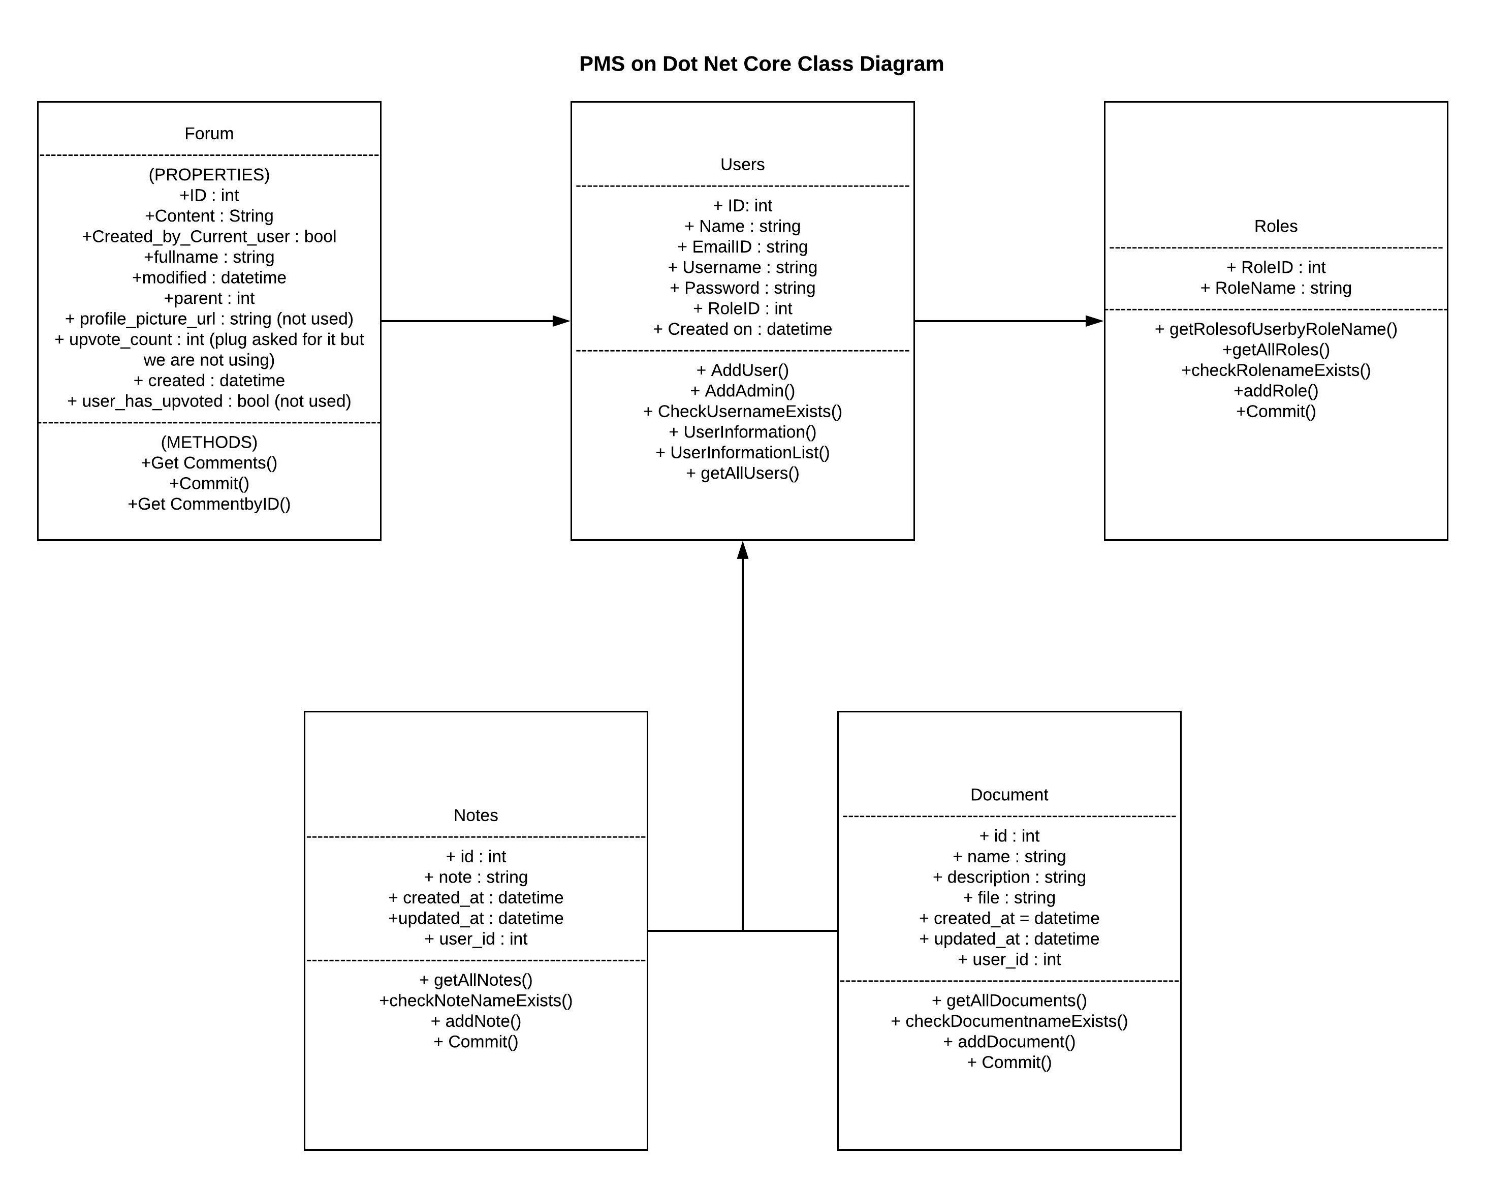 PMS on Dot Net Core Class Diagram
Forum
(PROPERTIES)
+ID : int
+Content : String
+Created_by_Current_user : bool
+fullname : string
+modified : datetime
+parent : int
+ profile_picture_url : string (not used)
+ upvote_count : int (plug asked for it but
we are not using)
+ created : datetime
+ user_has_upvoted : bool (not used)
(METHODS)
+Get Comments()
+Commit()
+Get CommentbyID()
Users
+ ID: int
+ Name : string
+ EmailID : string
+ Username : string
+ Password : string
+ RoleID : int
+ Created on : datetime
+ AddUser()
+ AddAdmin()
+ CheckUsernameExists()
+ UserInformation()
+ UserInformationList()
+ getAllUsers()
Roles
+ RoleID : int
+ RoleName : string
+ getRolesofUserbyRoleName()
+getAllRoles()
+checkRolenameExists()
+addRole()
+Commit()
Notes
+ id : int
+ note : string
+ created_at : datetime
+updated_at : datetime
+ user_id : int
+ getAllNotes()
+checkNoteNameExists()
+ addNote()
+ Commit()
Document
+ id : int
+ name : string
+ description : string
+ file : string
+ created_at = datetime
+ updated_at : datetime
+ user_id : int
+ getAllDocuments()
+ checkDocumentnameExists()
+ addDocument()
+ Commit()